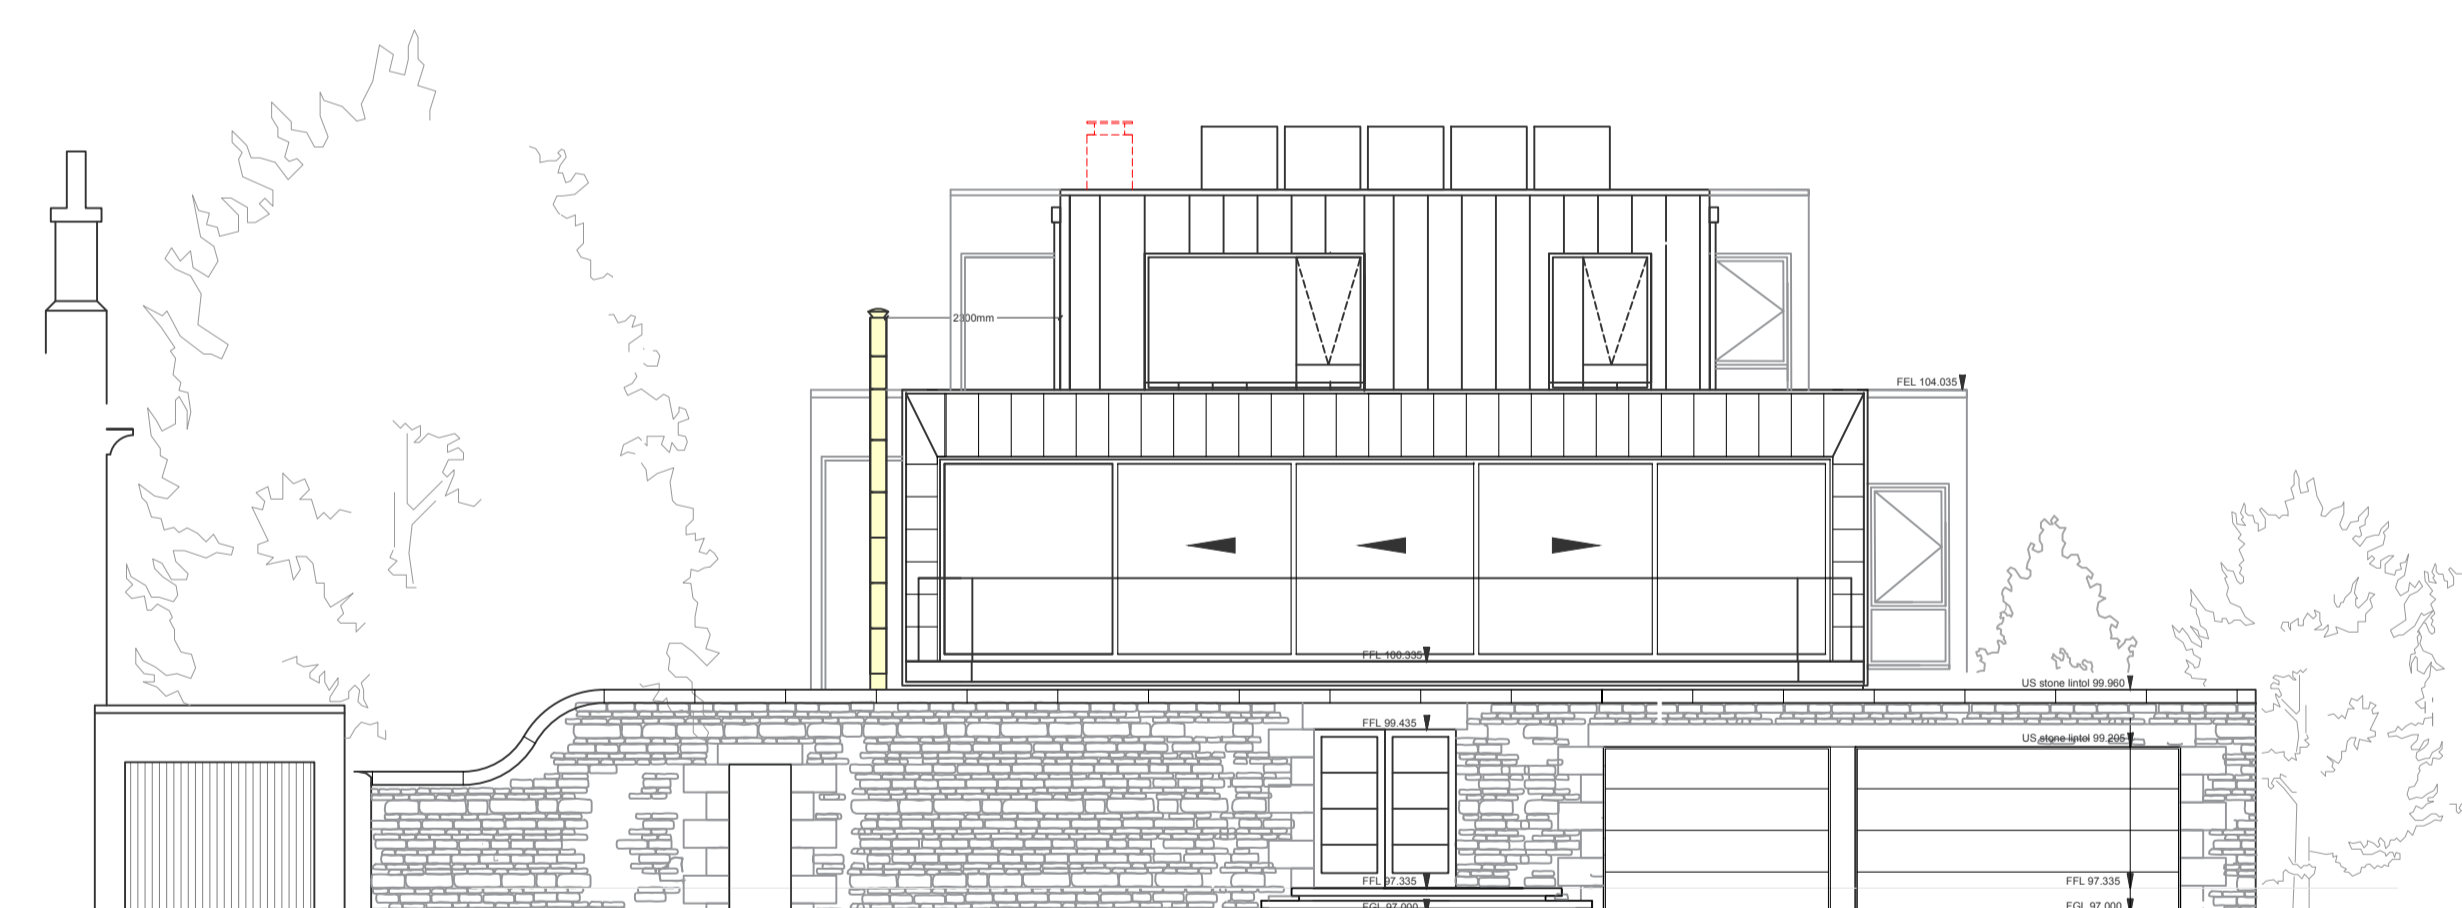 2300mm
FEL 104.035
FFL 100.335
US stone lintol 99.960
FFL 99.435
US stone lintol 99.205
FFL 97.335
FFL 97.335
FGL 97.000
FGL 97.000